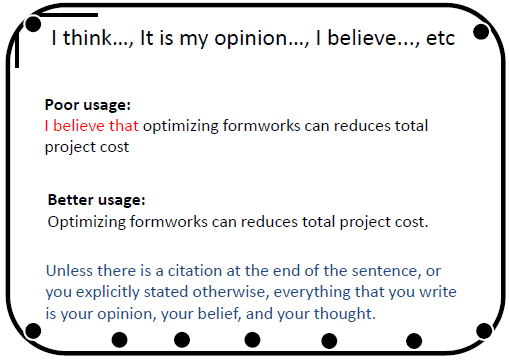 I think…, It is my opinion…, I believe…, etc
Poor usage:
I believe that optimizing formworks can reduces total
project cost
Better usage:
Optimizing formworks can reduces total project cost.
Unless there is a citation at the end of the sentence, or
you explicitly stated otherwise, everything that you write
is your opinion, your belief, and your thought.